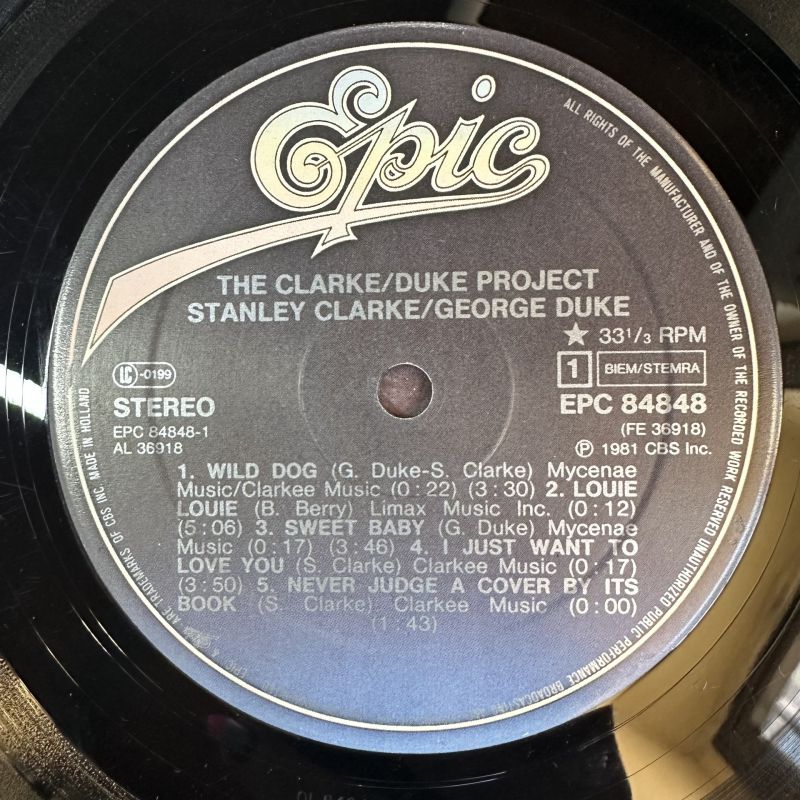 Epic
THE CLARKE/DUKE PROJECT
STANLEY CLARKE/GEORGE DUKE
★ 33 1/3 RPM
LC -0199
1 BIEM/STEMRA
STEREO
EPC 84848
EPC 84848-1
(FE 36918)
AL 36918
℗ 1981 CBS Inc.
1. WILD DOG (G. Duke-S. Clarke) Mycenae
Music/Clarkee Music (0:22) (3:30) 2. LOUIE
LOUIE (B. Berry) Limax Music Inc. (0:12)
(5:06) 3. SWEET BABY (G. Duke) Mycenae
Music (0:17) (3:46) 4. I JUST WANT TO
LOVE YOU (S. Clarke) Clarkee Music (0:17)
(3:50) 5. NEVER JUDGE A COVER BY ITS
BOOK (S. Clarke) Clarkee Music (0:00)
(1:43)
ALL RIGHTS OF THE MANUFACTURER AND OF THE OWNER OF THE RECORDED WORK RESERVED UNAUTHORIZED PUBLIC PERFORMANCE BROADCASTING
ARE TRADEMARKS OF CBS INC. MADE IN HOLLAND